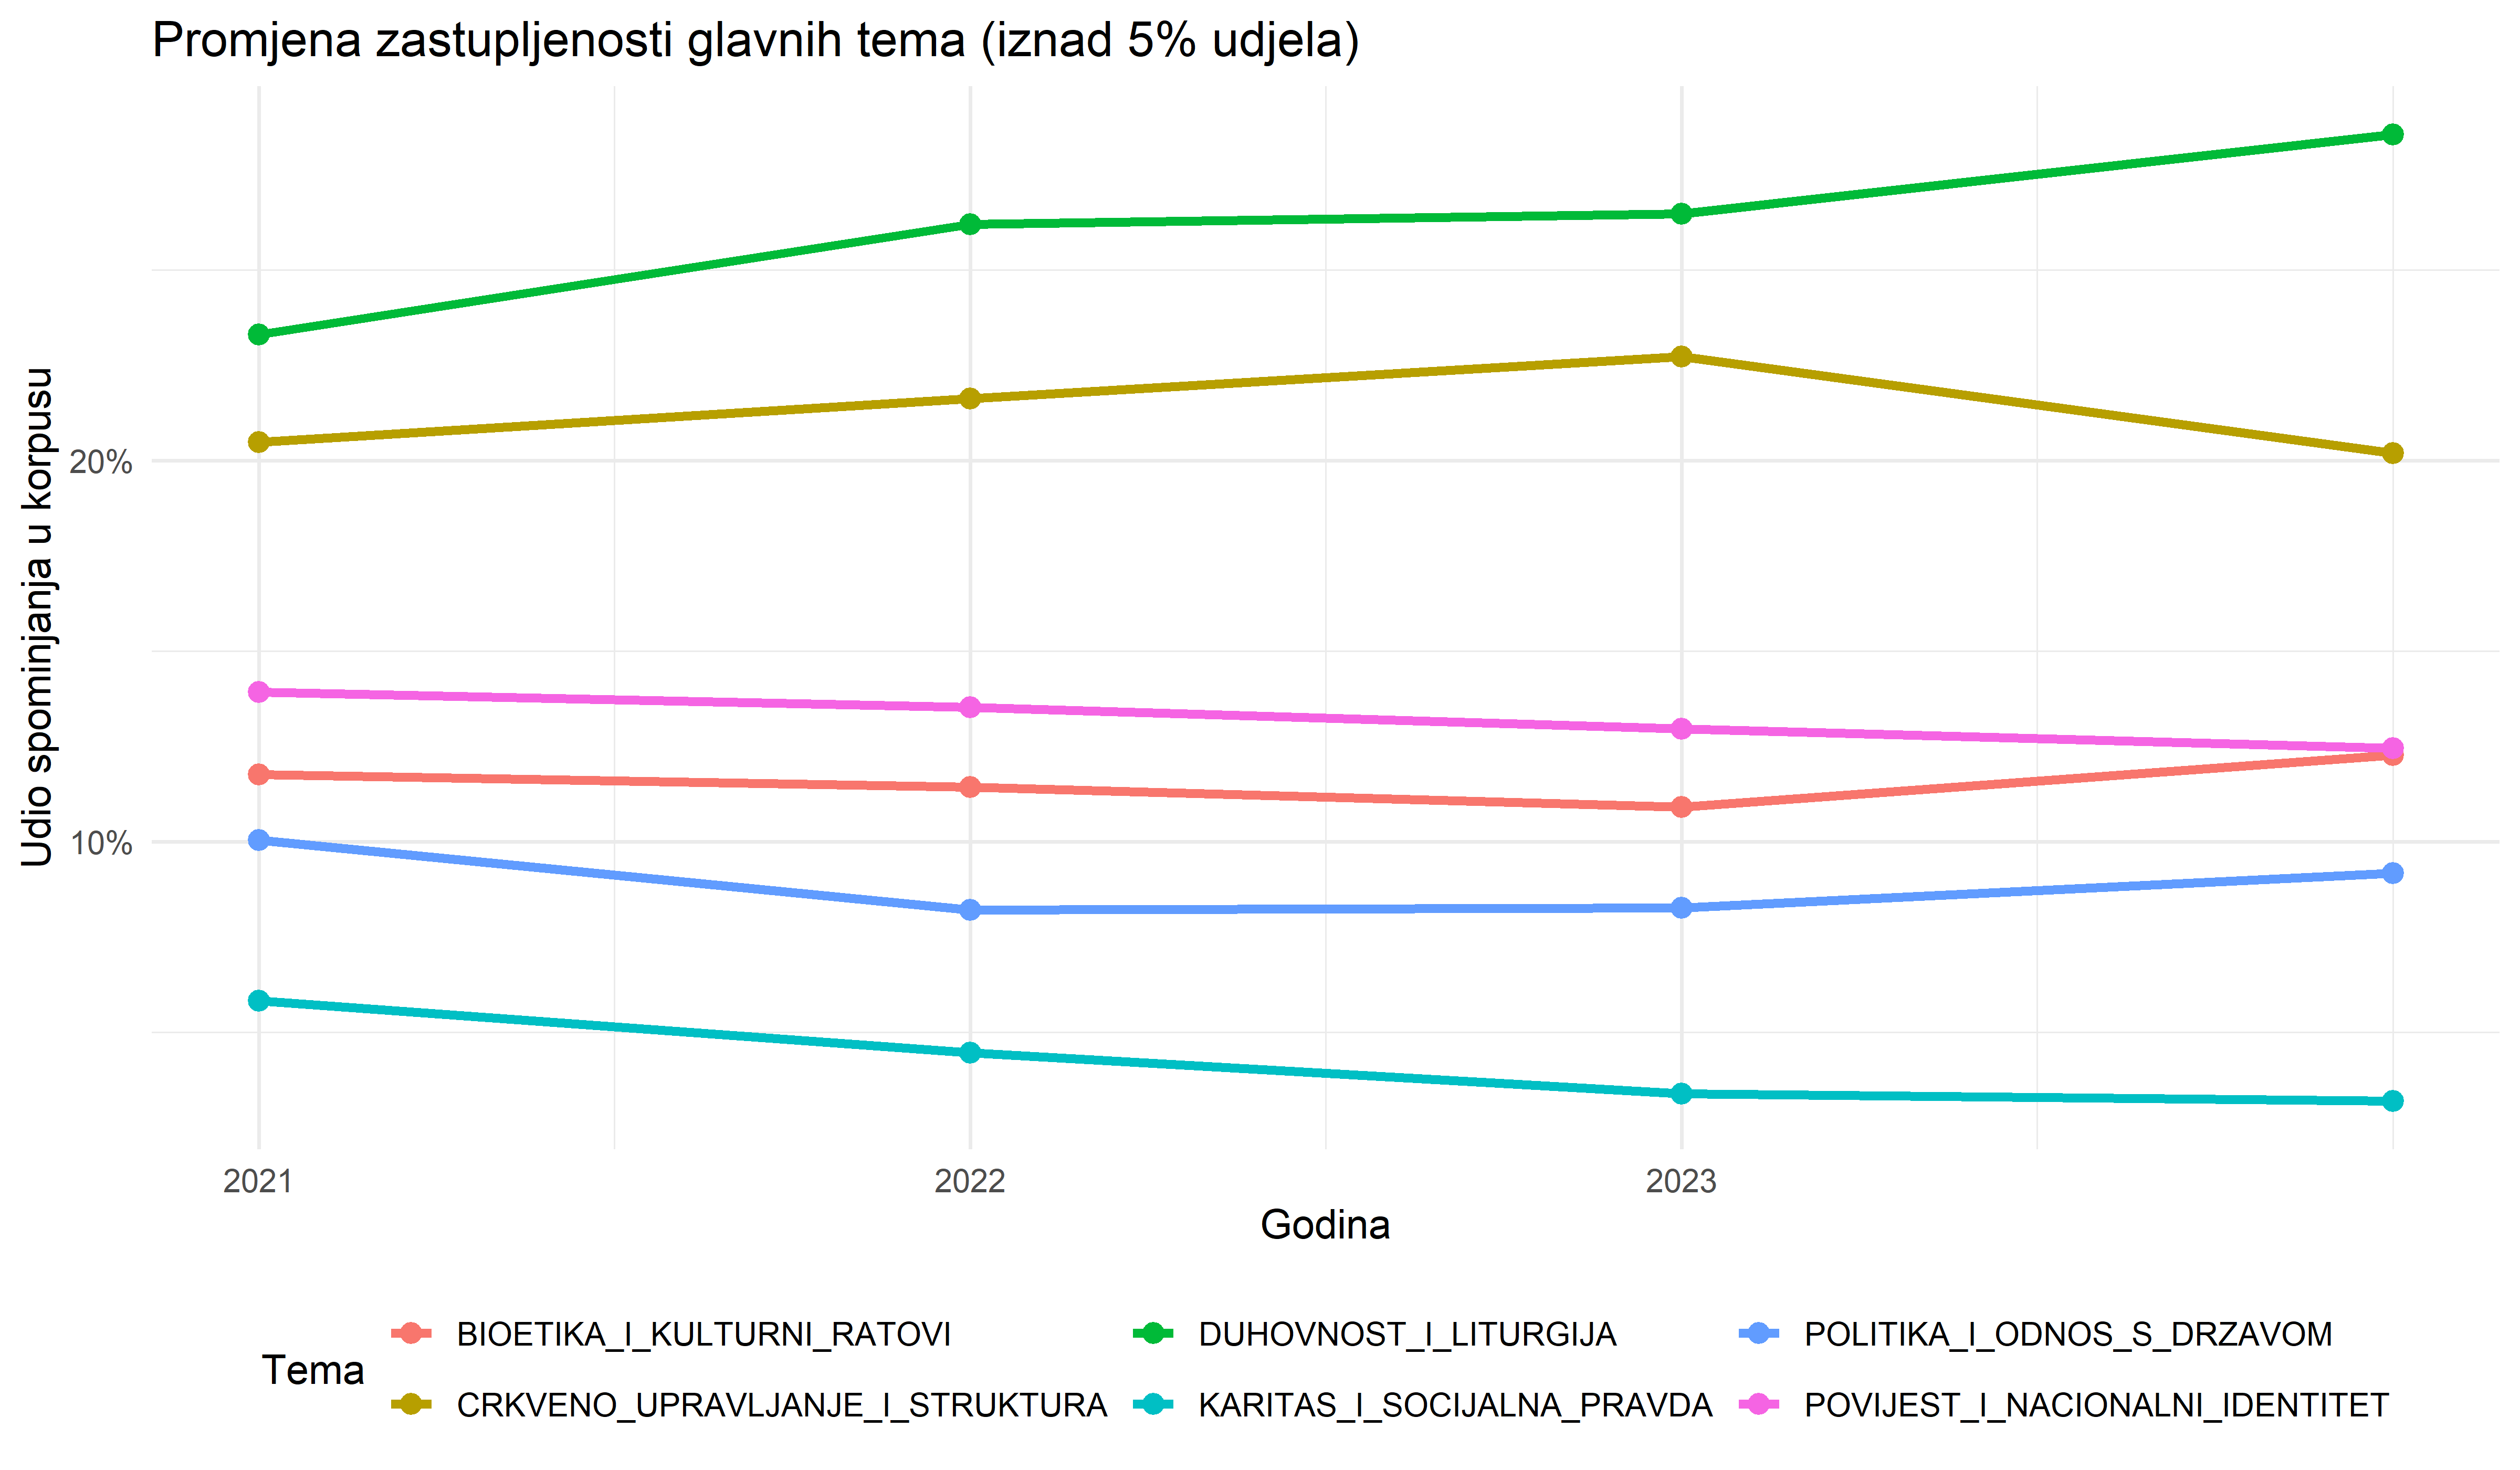 Promjena zastupljenosti glavnih tema (iznad 5% udjela)
Udio spominjanja u korpusu
20%
10%
2021
2022
2023
Godina
Tema
BIOETIKA_I_KULTURNI_RATOVI
CRKVENO_UPRAVLJANJE_I_STRUKTURA
DUHOVNOST_I_LITURGIJA
KARITAS_I_SOCIJALNA_PRAVDA
POLITIKA_I_ODNOS_S_DRZAVOM
POVIJEST_I_NACIONALNI_IDENTITET